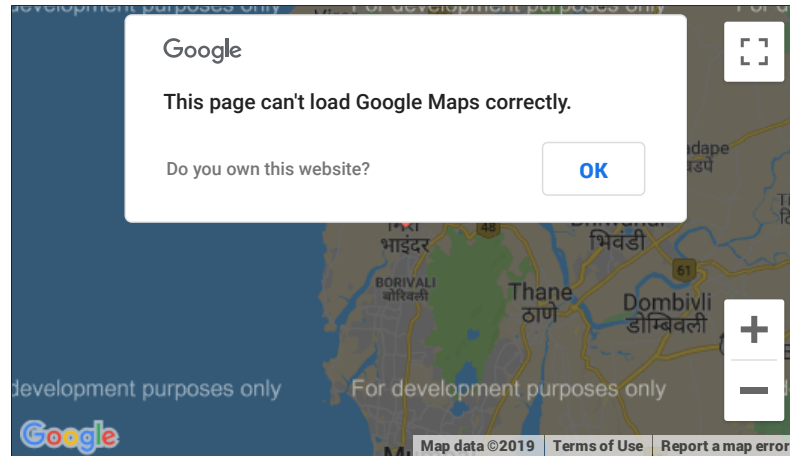 development purposes only
For development purposes only
For d
Google
This page can't load Google Maps correctly.
Do you own this website?
OK
भाइंदर
48
भिवंडी
61
BORIVALI
बोरिवली
Thane
ठाणे
Dombivli
डोम्बिवली
development purposes only
For development purposes only
Google
Map data ©2019
Terms of Use
Report a map error